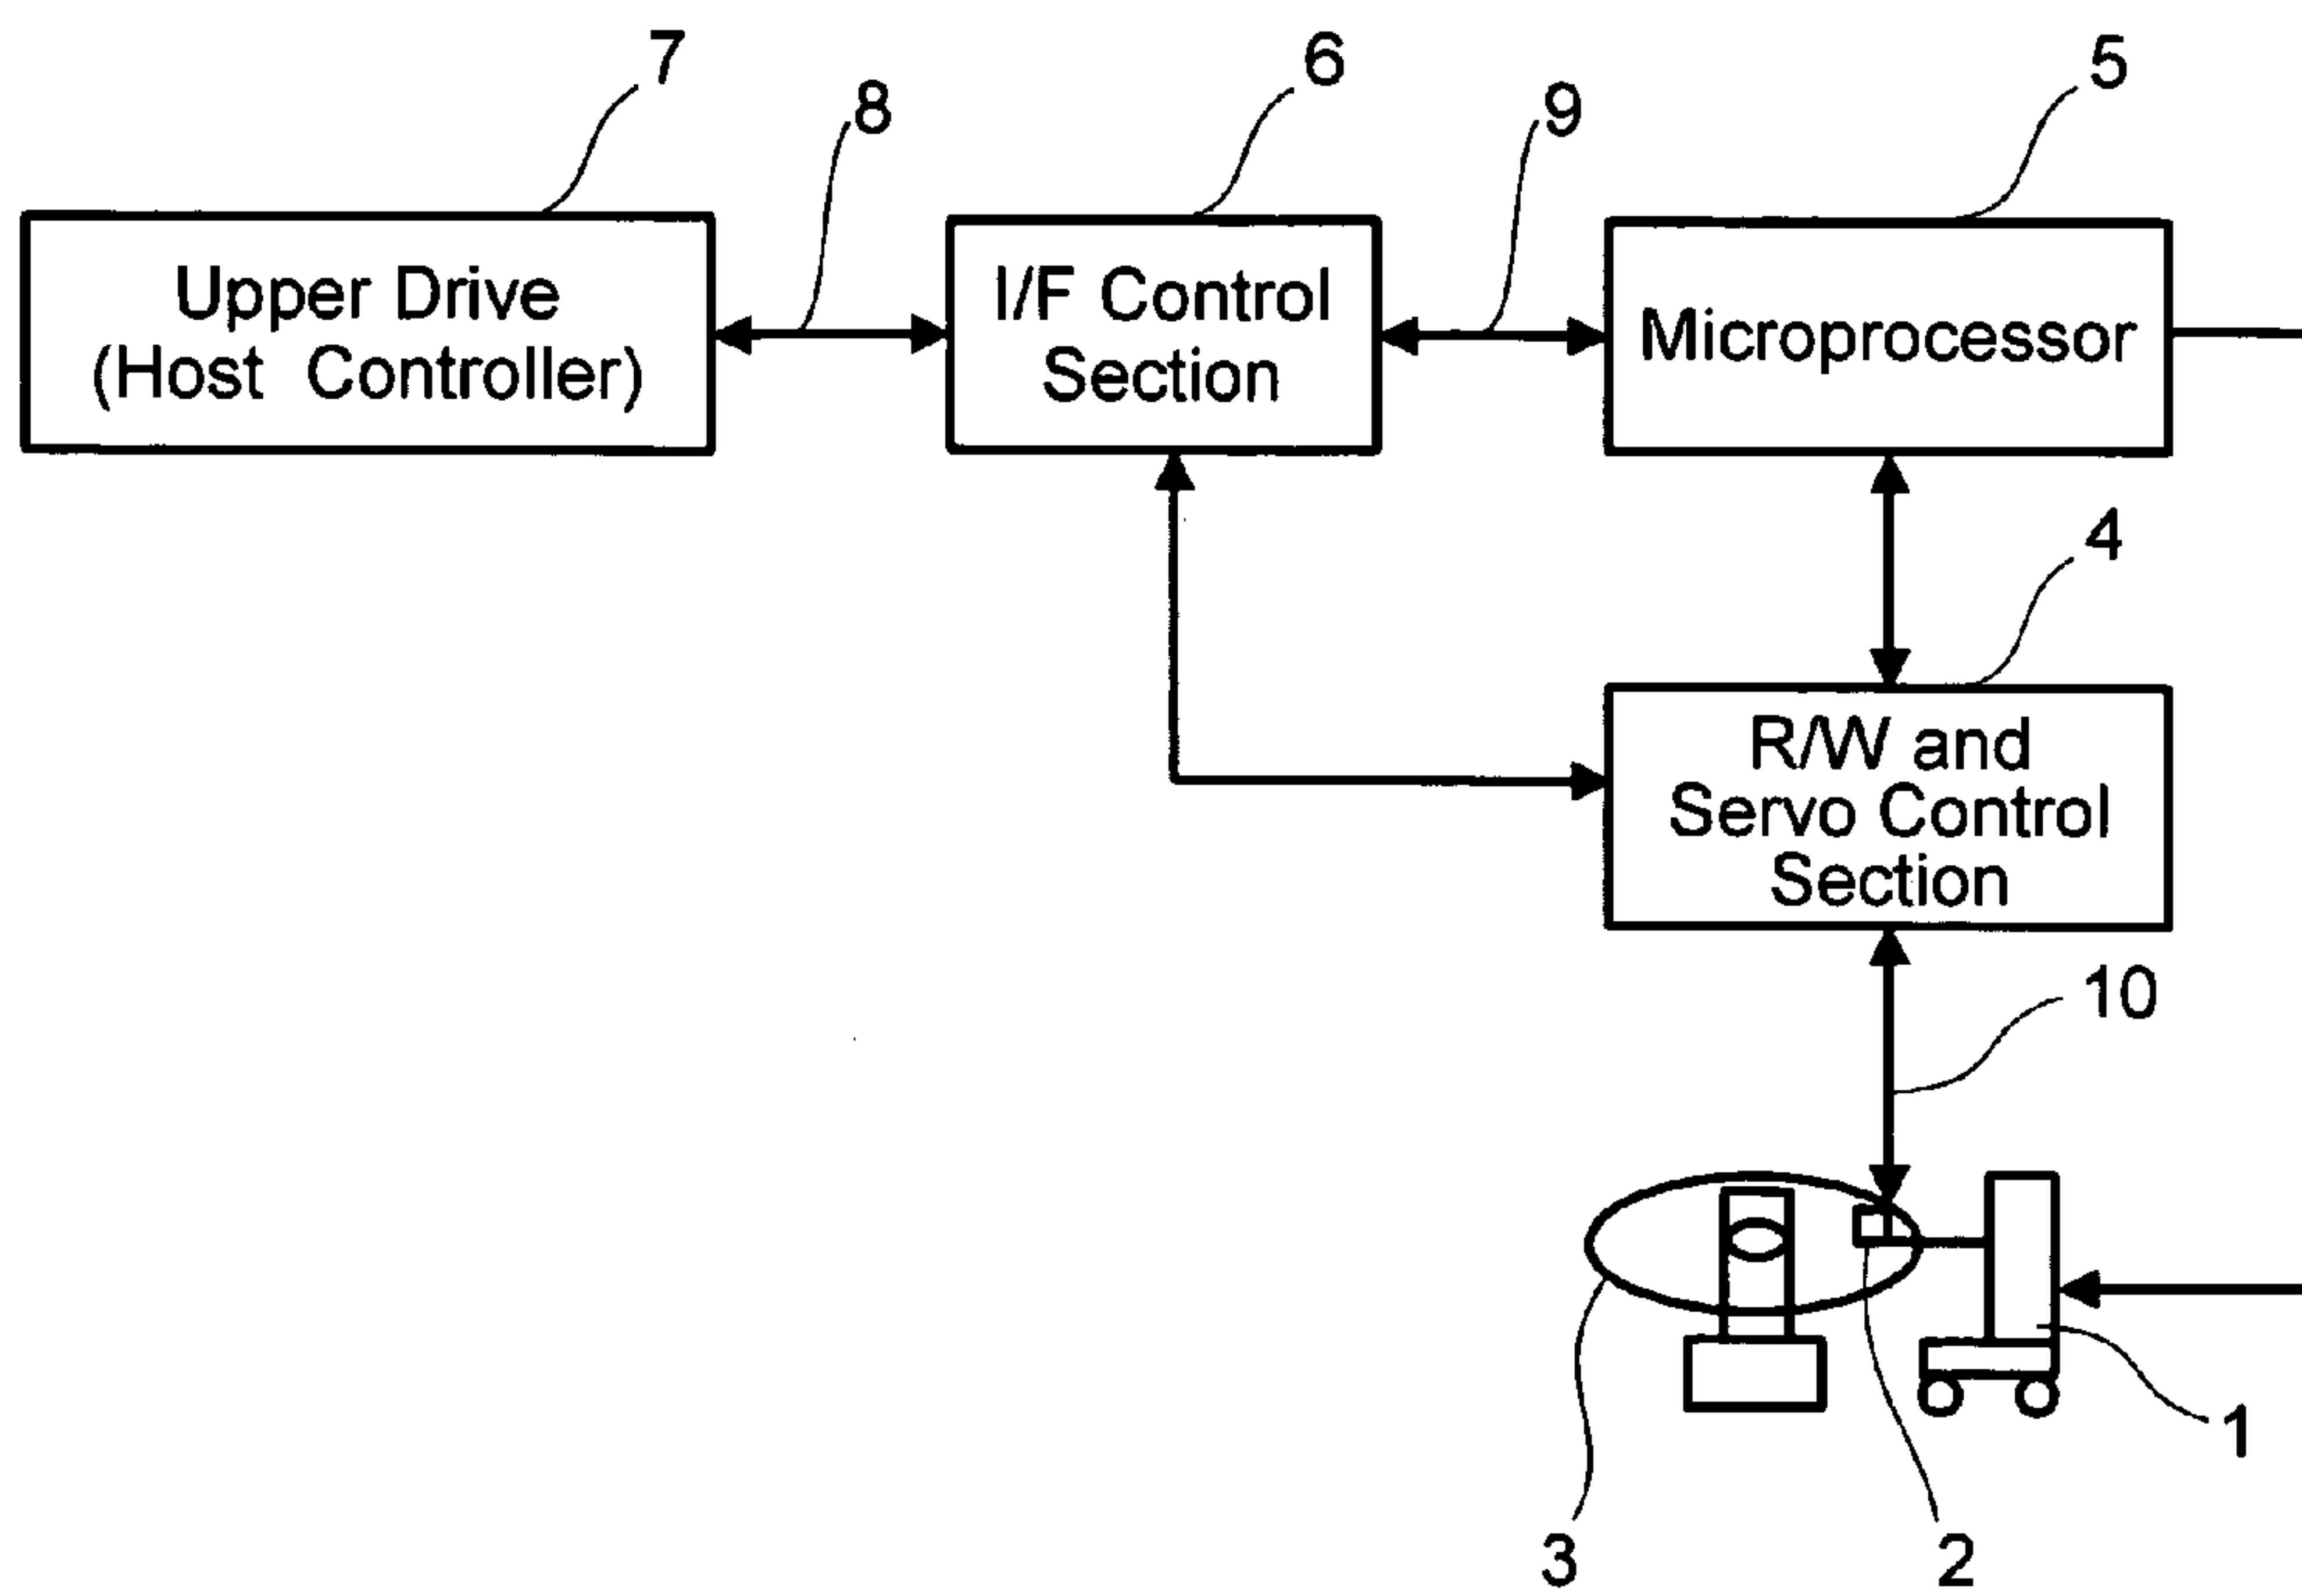 7
8
6
9
5
Upper Drive
(Host Controller)
I/F Control
Section
Microprocessor
4
R/W and
Servo Control
Section
10
1
3
2